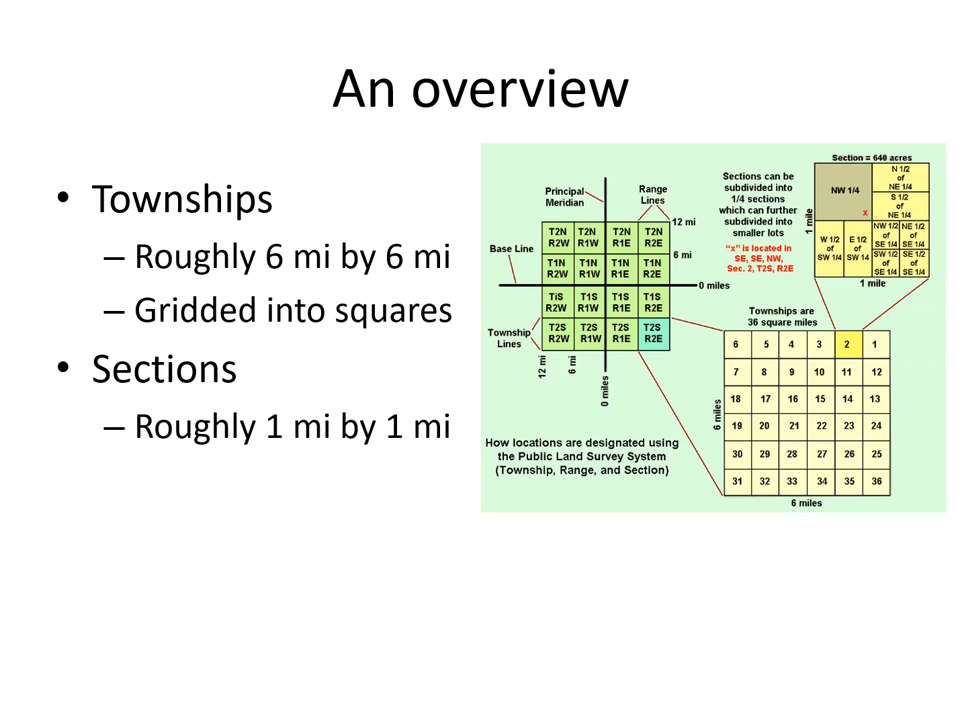 An overview
• Townships
– Roughly 6 mi by 6 mi
– Gridded into squares
• Sections
– Roughly 1 mi by 1 mi
Principal
Meridian
Range
Lines
12 mi
6 mi
Base Line
0 miles
T2N R2W
T2N R1W
T2N R1E
T2N R2E
T1N R2W
T1N R1W
T1N R1E
T1N R2E
TiS R2W
T1S R1W
T1S R1E
T1S R2E
T2S R2W
T2S R1W
T2S R1E
T2S R2E
Township
Lines
12 mi
6 mi
0 miles
How locations are designated using
the Public Land Survey System
(Township, Range, and Section)
Sections can be
subdivided into
1/4 sections
which can further
subdivided into
smaller lots
"x" is located in
SE, SE, NW,
Sec. 2, T2S, R2E
Section = 640 acres
1 mile
NW 1/4
x
N 1/2
of
NE 1/4
S 1/2
of
NE 1/4
W 1/2
of
SW 1/4
E 1/2
of
SW 14
NW 1/2
of
SE 1/4
NE 1/2
of
SE 1/4
SW 1/2
of
SE 1/4
SE 1/2
of
SE 1/4
1 mile
Townships are
36 square miles
6 5 4 3 2 1
7 8 9 10 11 12
18 17 16 15 14 13
19 20 21 22 23 24
30 29 28 27 26 25
31 32 33 34 35 36
6 miles
6 miles